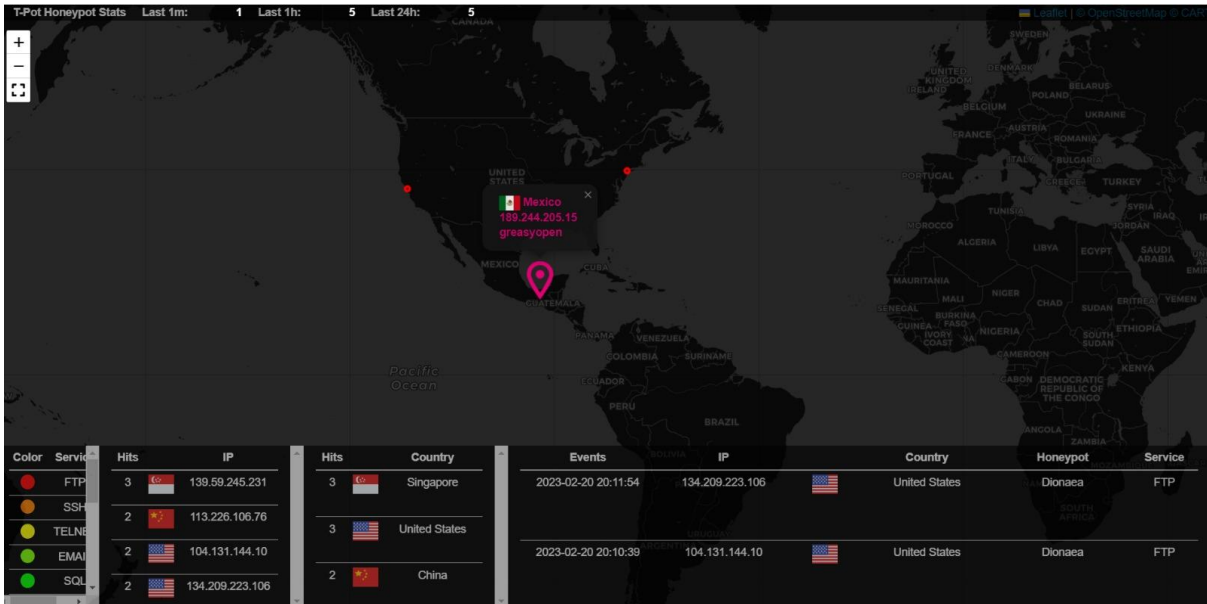 T-Pot Honeypot Stats Last 1m: 1 Last 1h: 5 Last 24h: 5
Leaflet | © OpenStreetMap © CAR
+
−
CANADA
SWEDEN
UNITED KINGDOM
DENMARK
IRELAND
BELARUS
POLAND
BELGIUM
UKRAINE
FRANCE
AUSTRIA
ROMANIA
ITALY
BULGARIA
PORTUGAL
GREECE
TURKEY
UNITED STATES
Mexico
189.244.205.15
greasyopen
MEXICO
CUBA
GUATEMALA
PANAMA
VENEZUELA
COLOMBIA
SURINAME
ECUADOR
PERU
BRAZIL
BOLIVIA
Pacific
Ocean
TUNISIA
SYRIA
IRAQ
JORDAN
MOROCCO
ALGERIA
LIBYA
EGYPT
SAUDI ARABIA
MAURITANIA
MALI
NIGER
CHAD
SUDAN
ERITREA
YEMEN
SENEGAL
BURKINA FASO
GUINEA
IVORY COAST
NIGERIA
SOUTH SUDAN
ETHIOPIA
CAMEROON
KENYA
GABON
DEMOCRATIC REPUBLIC OF THE CONGO
ANGOLA
ZAMBIA
SOUTH AFRICA
Color Servic
FTP
SSH
TELNE
EMAI
SQL
Hits IP
3 139.59.245.231
2 113.226.106.76
2 104.131.144.10
2 134.209.223.106
Hits Country
3 Singapore
3 United States
2 China
Events IP Country Honeypot Service
2023-02-20 20:11:54 134.209.223.106 United States Dionaea FTP
2023-02-20 20:10:39 104.131.144.10 United States Dionaea FTP